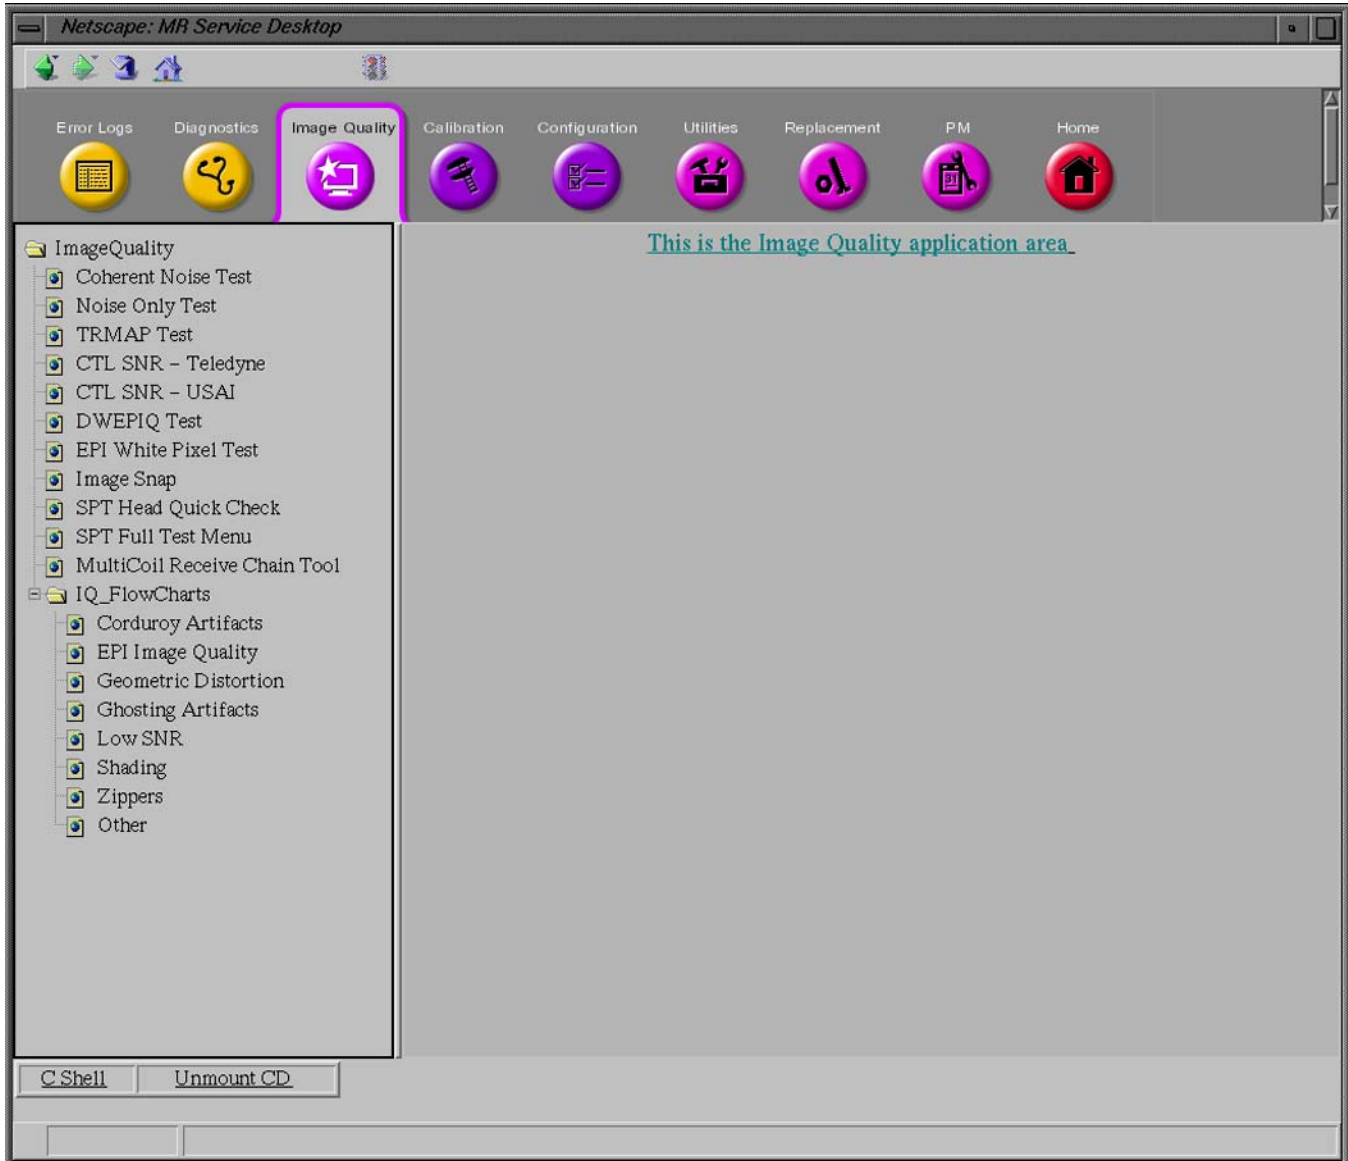 Netscape: MR Service Desktop
Error Logs
Diagnostics
Image Quality
Calibration
Configuration
Utilities
Replacement
PM
Home
31
ImageQuality
Coherent Noise Test
Noise Only Test
TRMAP Test
CTL SNR – Teledyne
CTL SNR – USAI
DWEPIQ Test
EPI White Pixel Test
Image Snap
SPT Head Quick Check
SPT Full Test Menu
MultiCoil Receive Chain Tool
IQ_FlowCharts
Corduroy Artifacts
EPI Image Quality
Geometric Distortion
Ghosting Artifacts
Low SNR
Shading
Zippers
Other
This is the Image Quality application area
C Shell
Unmount CD